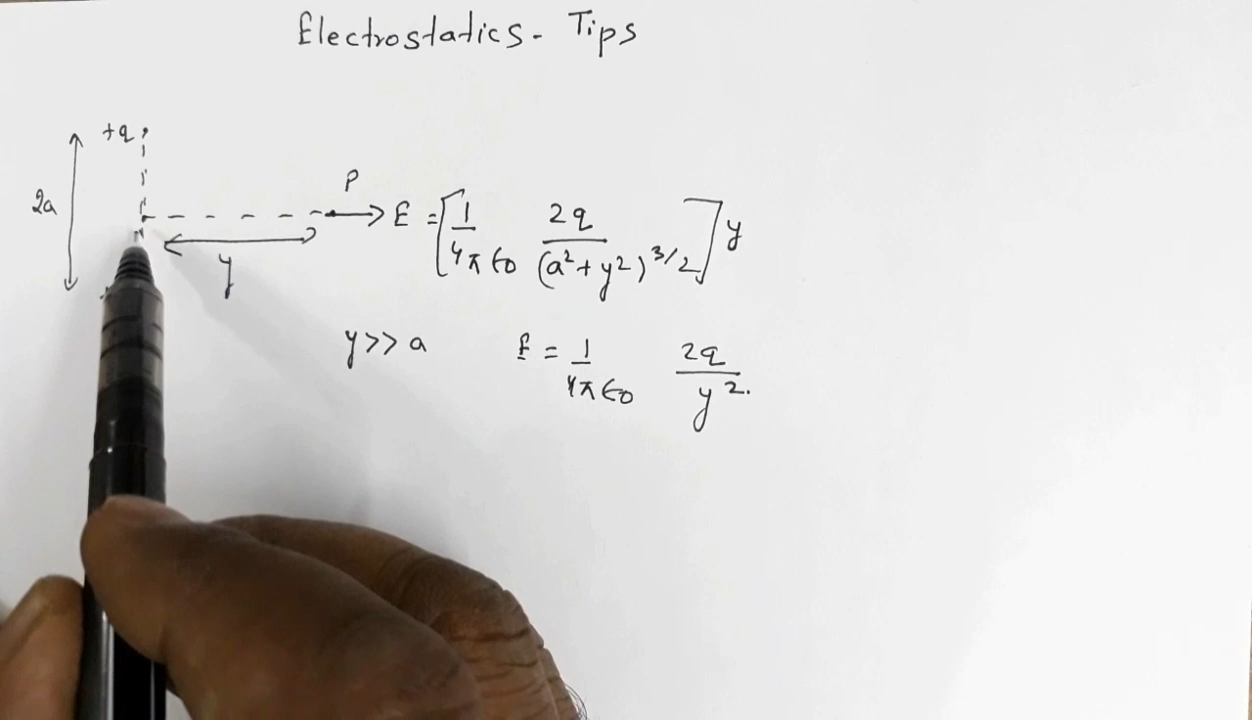 Electrostatics - Tips
+q
2a
P
y
E = [1/4πϵ0 2q/(a²+y²)^3/2] y
y>>a E = 1/4πϵ0 2q/y².